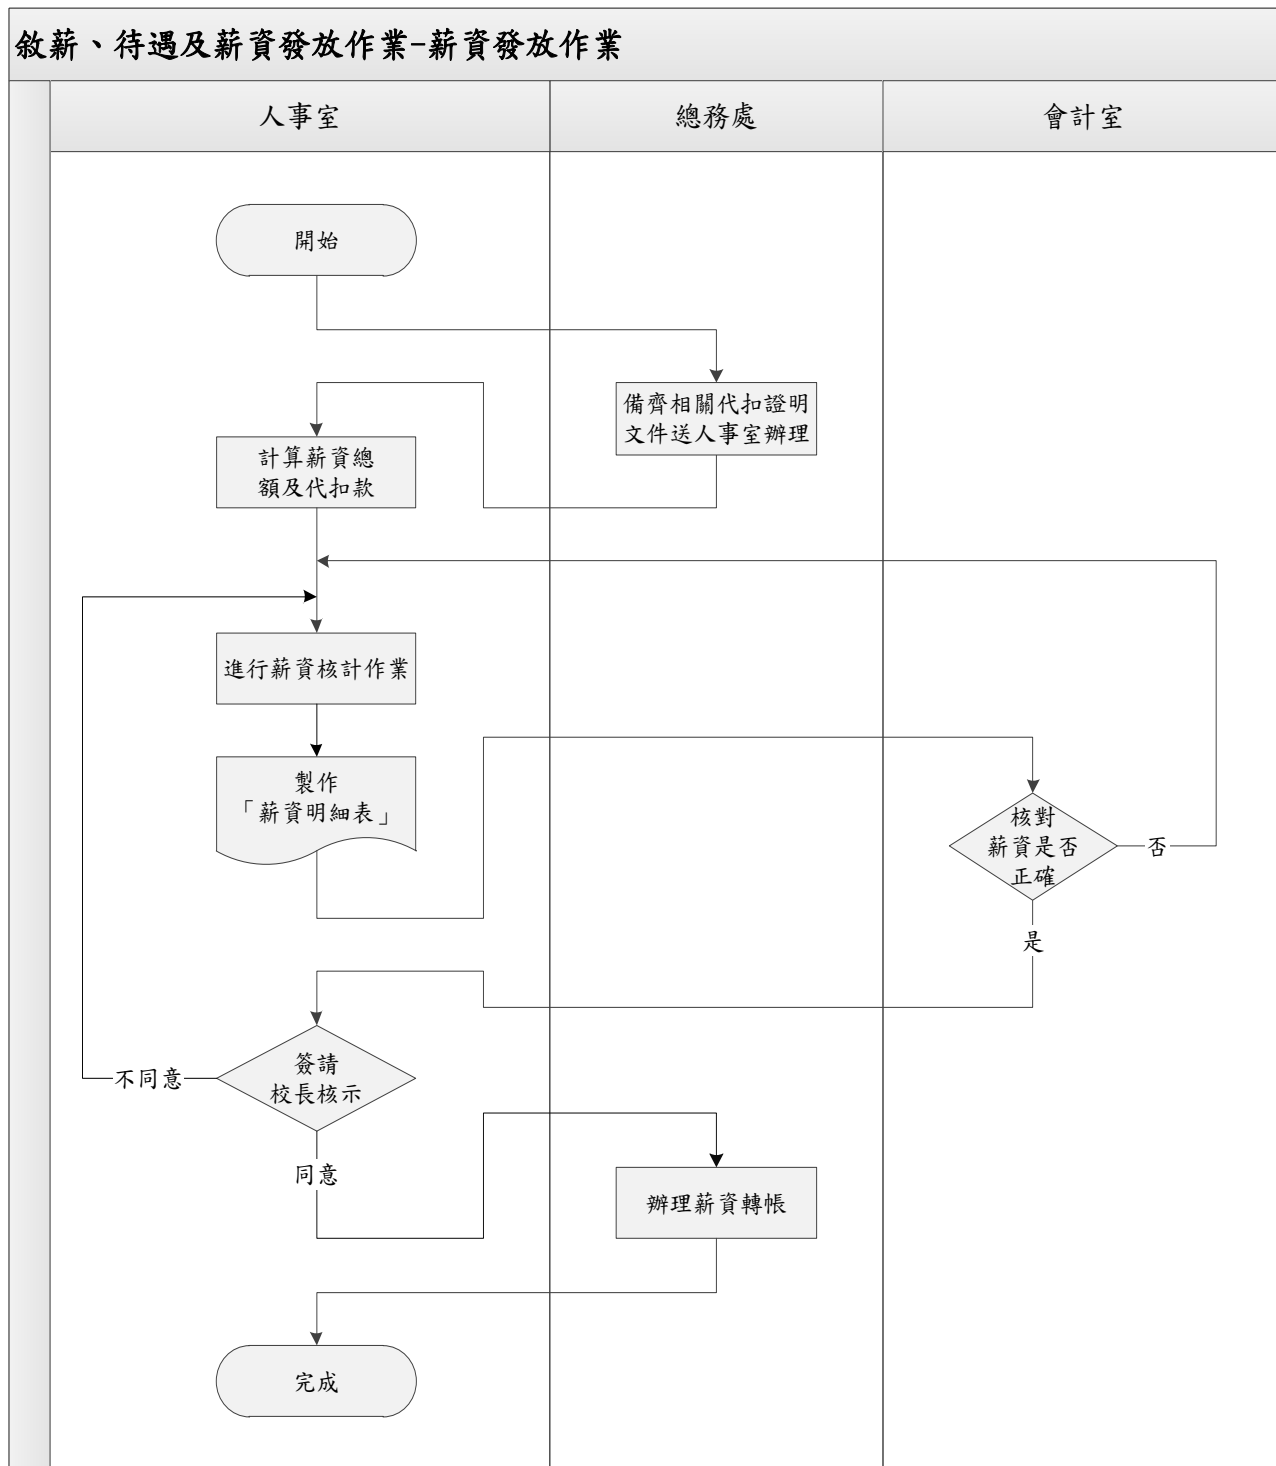 敘薪、待遇及薪資發放作業-薪資發放作業
人事室
總務處
會計室
開始
備齊相關代扣證明
文件送人事室辦理
計算薪資總
額及代扣款
進行薪資核計作業
製作
「薪資明細表」
核對
薪資是否
正確
否
是
簽請
校長核示
不同意
同意
辦理薪資轉帳
完成